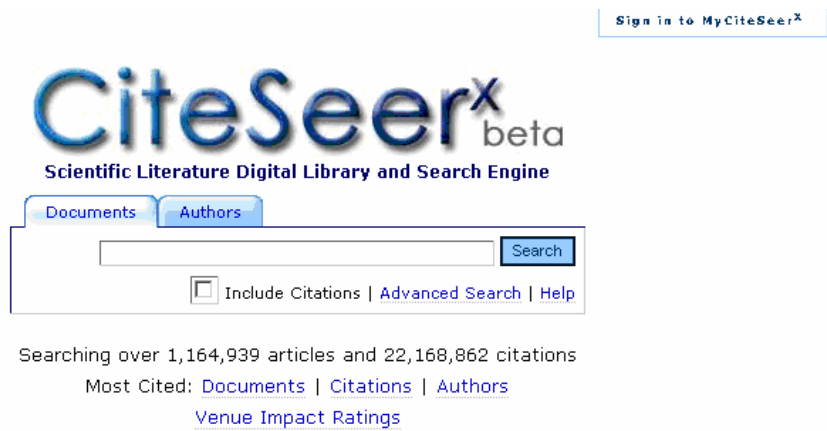 Sign in to MyCiteSeerX
CiteSeerX
beta
Scientific Literature Digital Library and Search Engine
Documents Authors
Search
Include Citations | Advanced Search | Help
Searching over 1,164,939 articles and 22,168,862 citations
Most Cited: Documents | Citations | Authors
Venue Impact Ratings